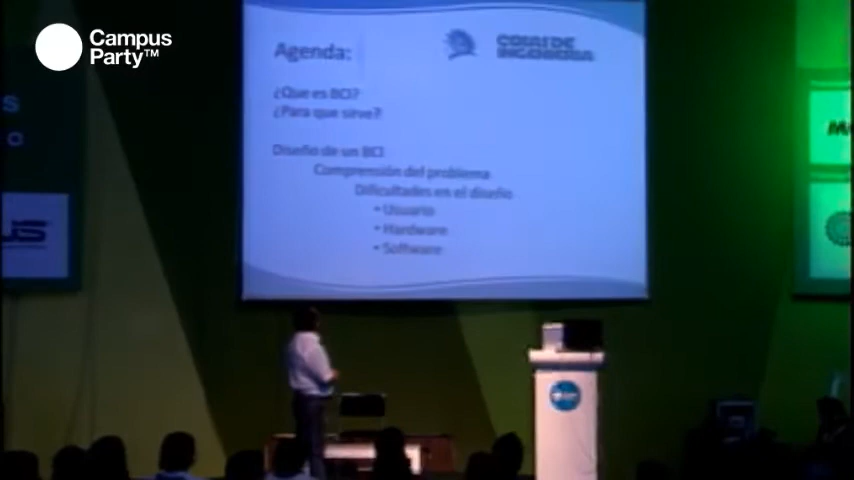 Campus
Party™
Agenda:
¿Que es BCI?
¿Para que sirve?
Diseño de un BCI
Comprensión del problema
Dificultades en el diseño
• Usuario
• Hardware
• Software